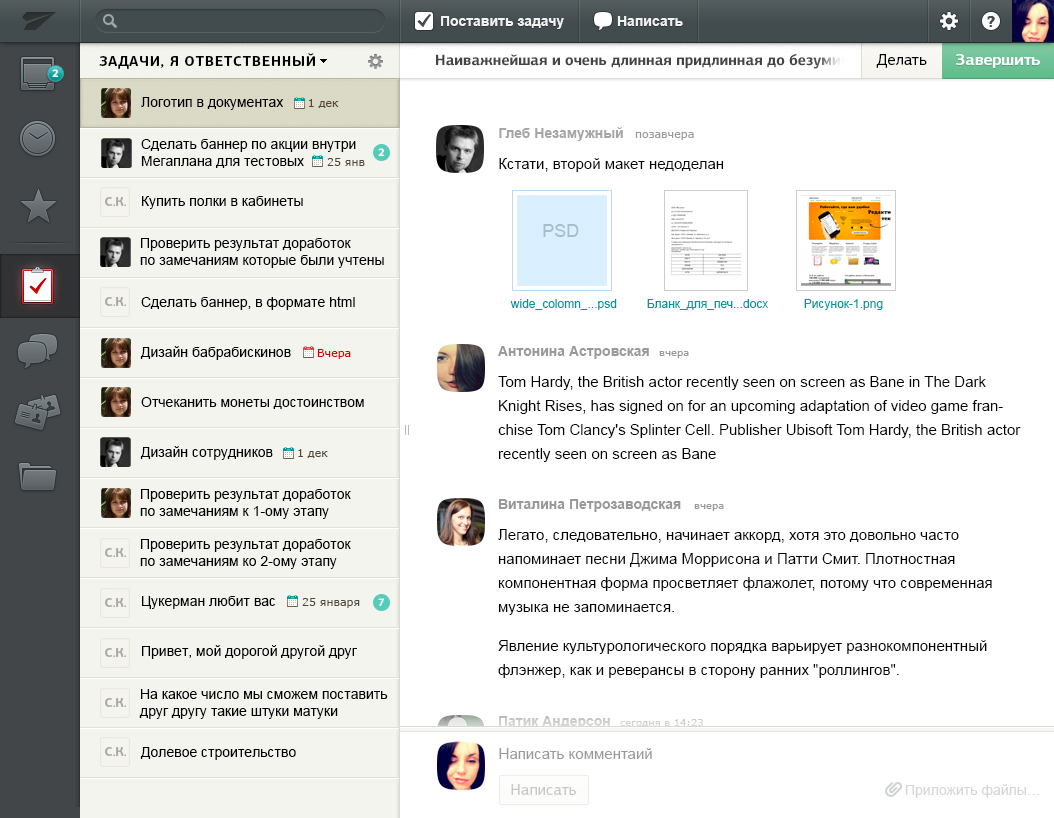 Поставить задачу
Написать
?
2
ЗАДАЧИ, Я ОТВЕТСТВЕННЫЙ
Логотип в документах 1 дек
Сделать баннер по акции внутри
Мегаплана для тестовых 25 янв
2
С.К. Купить полки в кабинеты
Проверить результат доработок
по замечаниям которые были учтены
С.К. Сделать баннер, в формате html
Дизайн бабрабискинов Вчера
Отчеканить монеты достоинством
Дизайн сотрудников 1 дек
Проверить результат доработок
по замечаниям к 1-ому этапу
С.К. Проверить результат доработок
по замечаниям ко 2-ому этапу
С.К. Цукерман любит вас 25 января 7
С.К. Привет, мой дорогой другой друг
С.К. На какое число мы сможем поставить
друг другу такие штуки матуки
С.К. Долевое строительство
Наиважнейшая и очень длинная придлинная до безуми
Делать
Завершить
Глеб Незамужный позавчера
Кстати, второй макет недоделан
PSD
wide_colomn_...psd
Бланк_для_печ...docx
Рисунок-1.png
Антонина Астровская вчера
Tom Hardy, the British actor recently seen on screen as Bane in The Dark
Knight Rises, has signed on for an upcoming adaptation of video game fran-
chise Tom Clancy's Splinter Cell. Publisher Ubisoft Tom Hardy, the British actor
recently seen on screen as Bane
Виталина Петрозаводская вчера
Легато, следовательно, начинает аккорд, хотя это довольно часто
напоминает песни Джима Моррисона и Патти Смит. Плотностная
компонентная форма просветляет флажолет, потому что современная
музыка не запоминается.
Явление культурологического порядка варьирует разнокомпонентный
флэнжер, как и реверансы в сторону ранних "роллингов".
Патик Андерсон сегодня в 14:23
Написать комментаий
Написать
Приложить файлы...